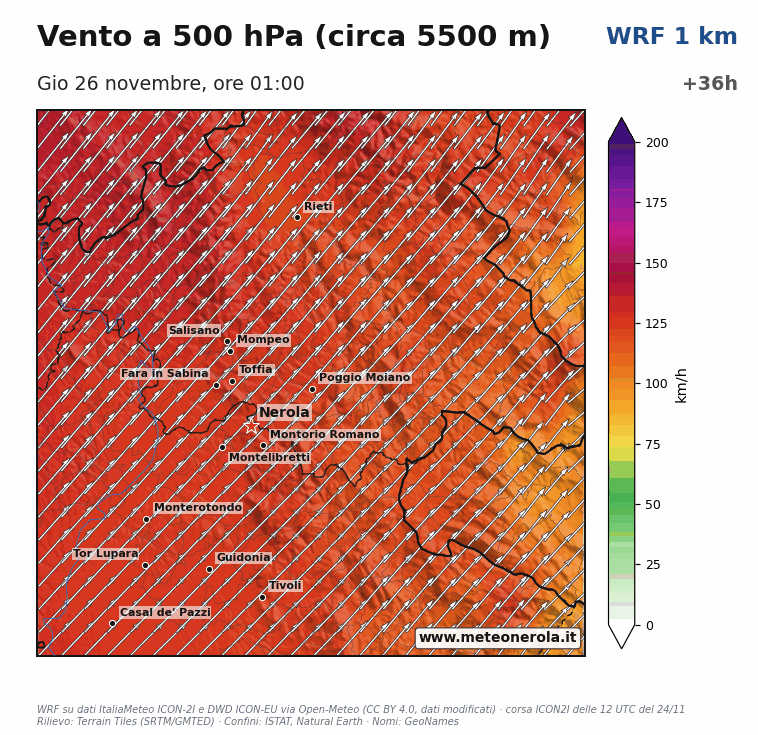 Vento a 500 hPa (circa 5500 m)
WRF 1 km
Gio 26 novembre, ore 01:00
+36h
Rieti
Salisano
Mompeo
Fara in Sabina
Toffia
Poggio Moiano
Nerola
Montorio Romano
Montelibretti
Monterotondo
Tor Lupara
Guidonia
Tivoli
Casal de' Pazzi
www.meteonerola.it
200
175
150
125
100
75
50
25
0
km/h
WRF su dati ItaliaMeteo ICON-2I e DWD ICON-EU via Open-Meteo (CC BY 4.0, dati modificati) · corsa ICON2I delle 12 UTC del 24/11
Rilievo: Terrain Tiles (SRTM/GMTED) · Confini: ISTAT, Natural Earth · Nomi: GeoNames